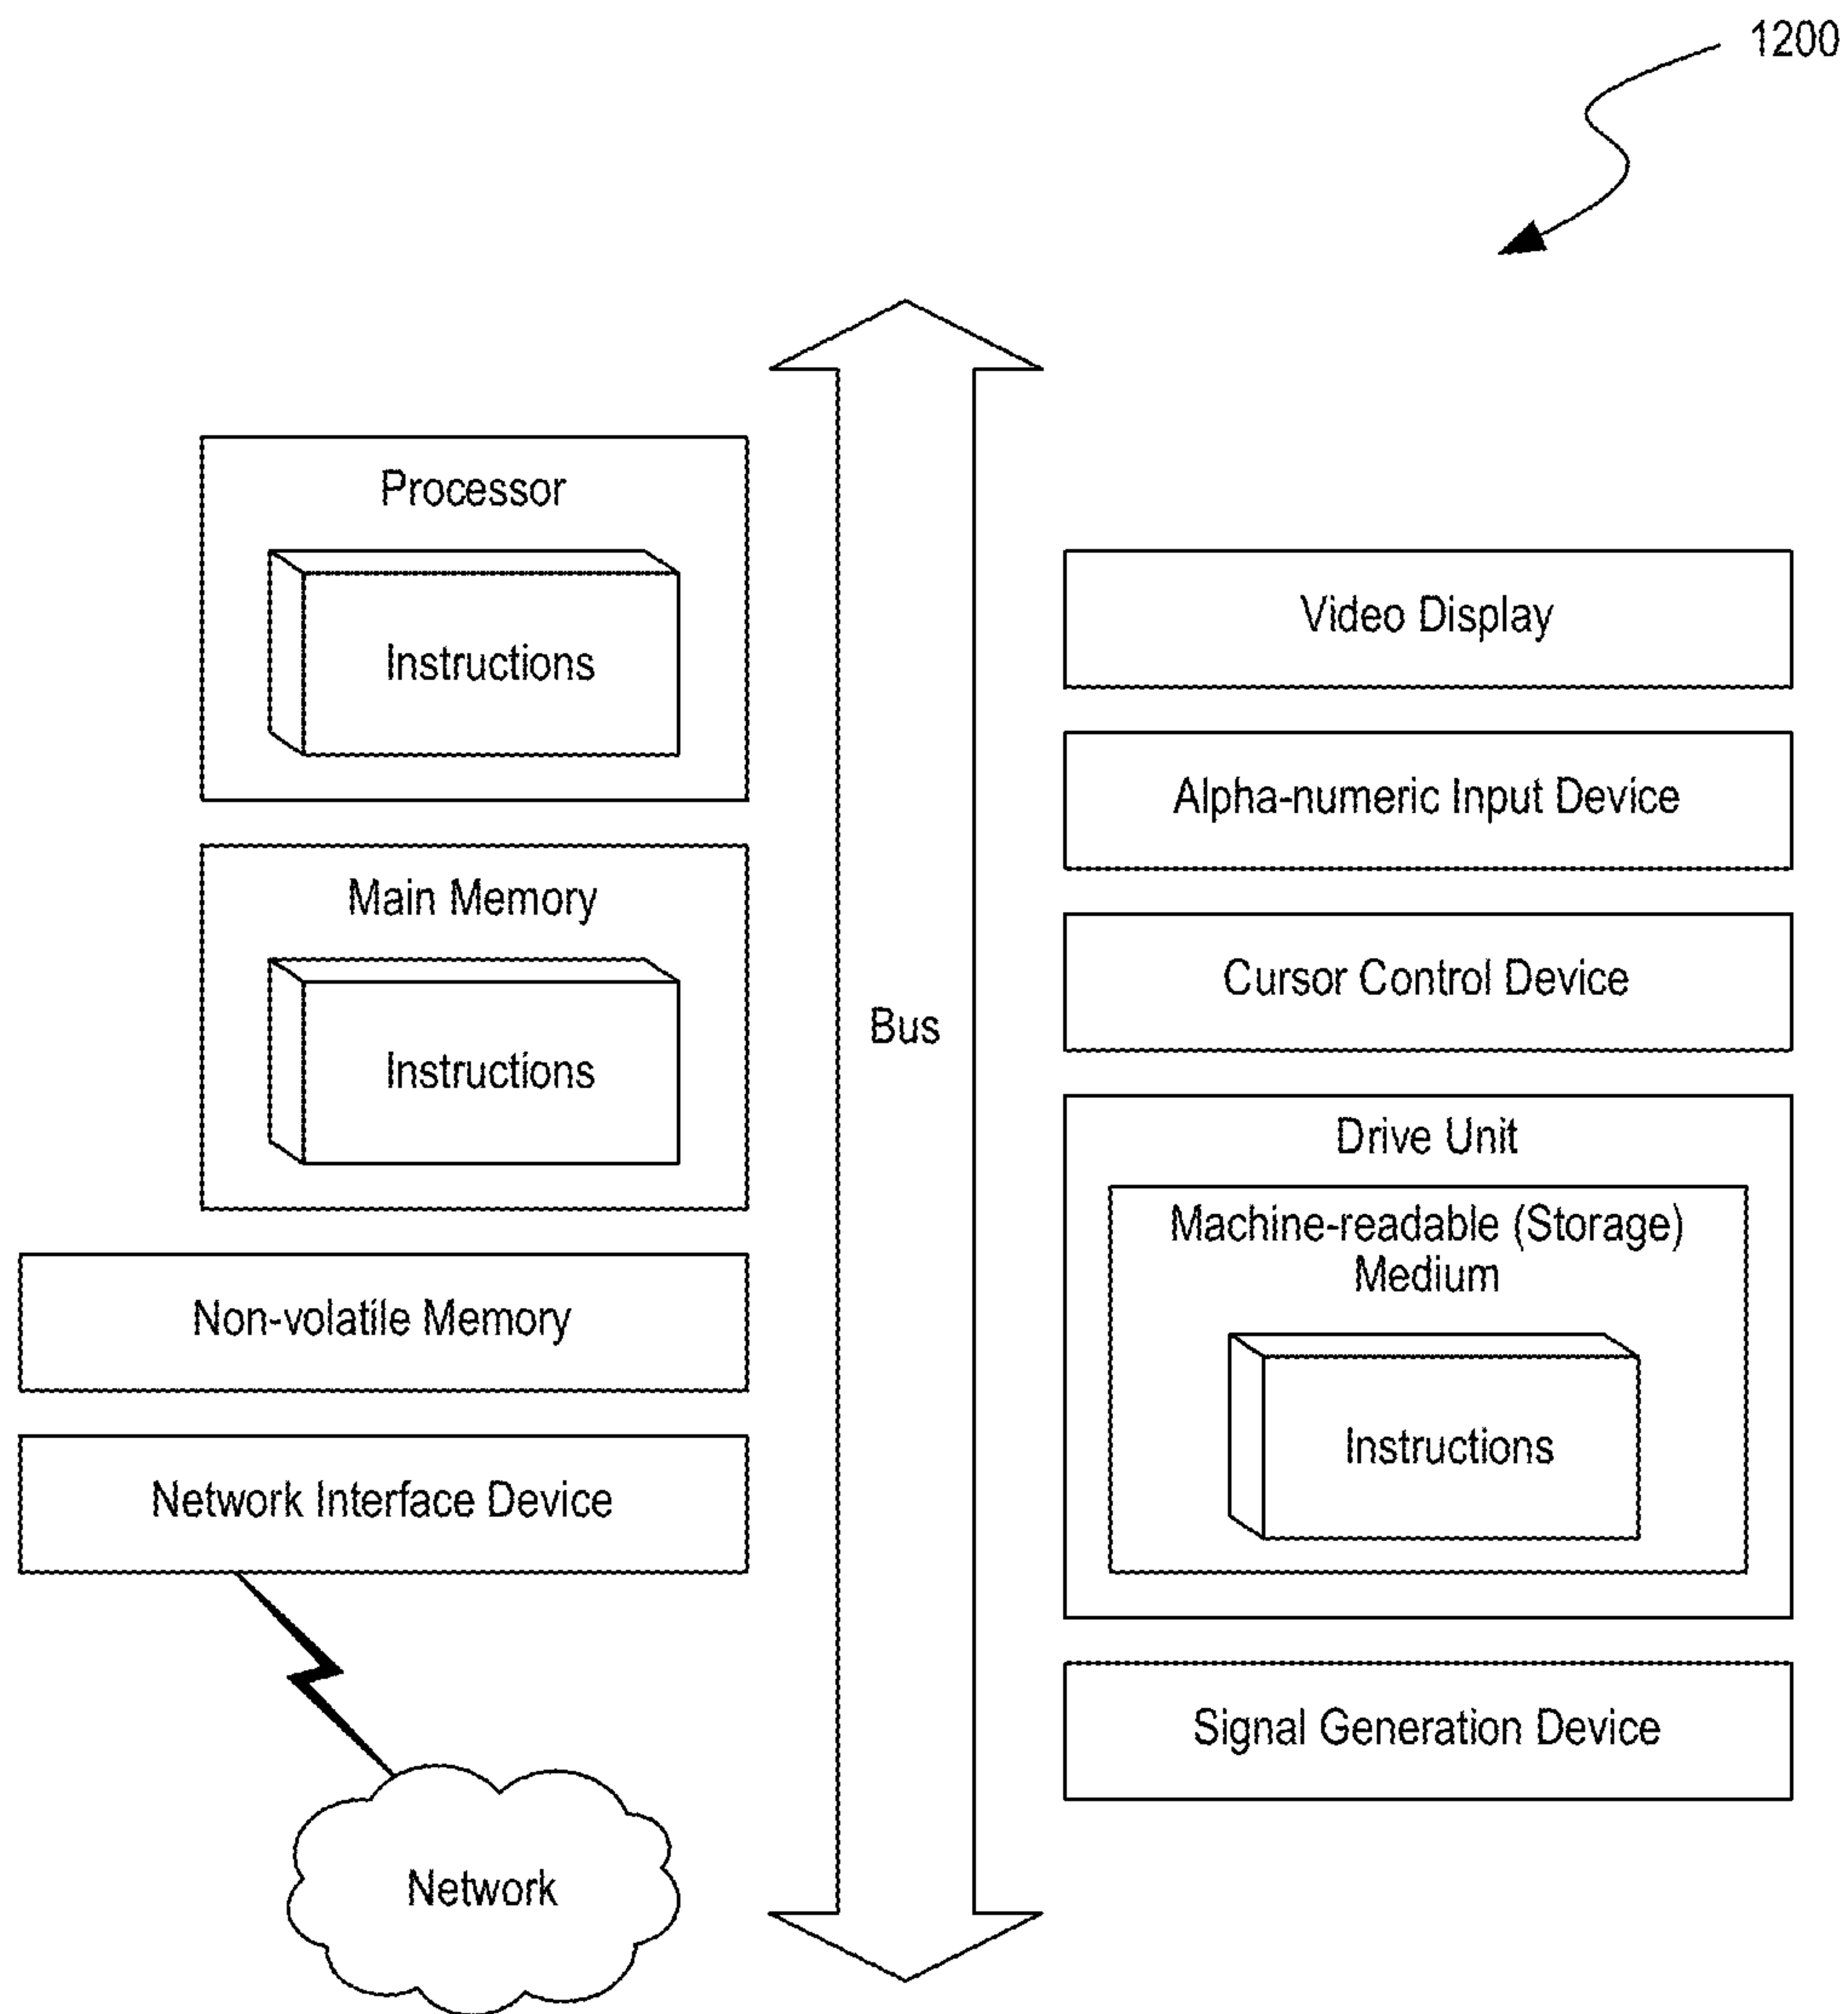 1200
Processor
Instructions
Main Memory
Instructions
Non-volatile Memory
Network Interface Device
Network
Bus
Video Display
Alpha-numeric Input Device
Cursor Control Device
Drive Unit
Machine-readable (Storage)
Medium
Instructions
Signal Generation Device